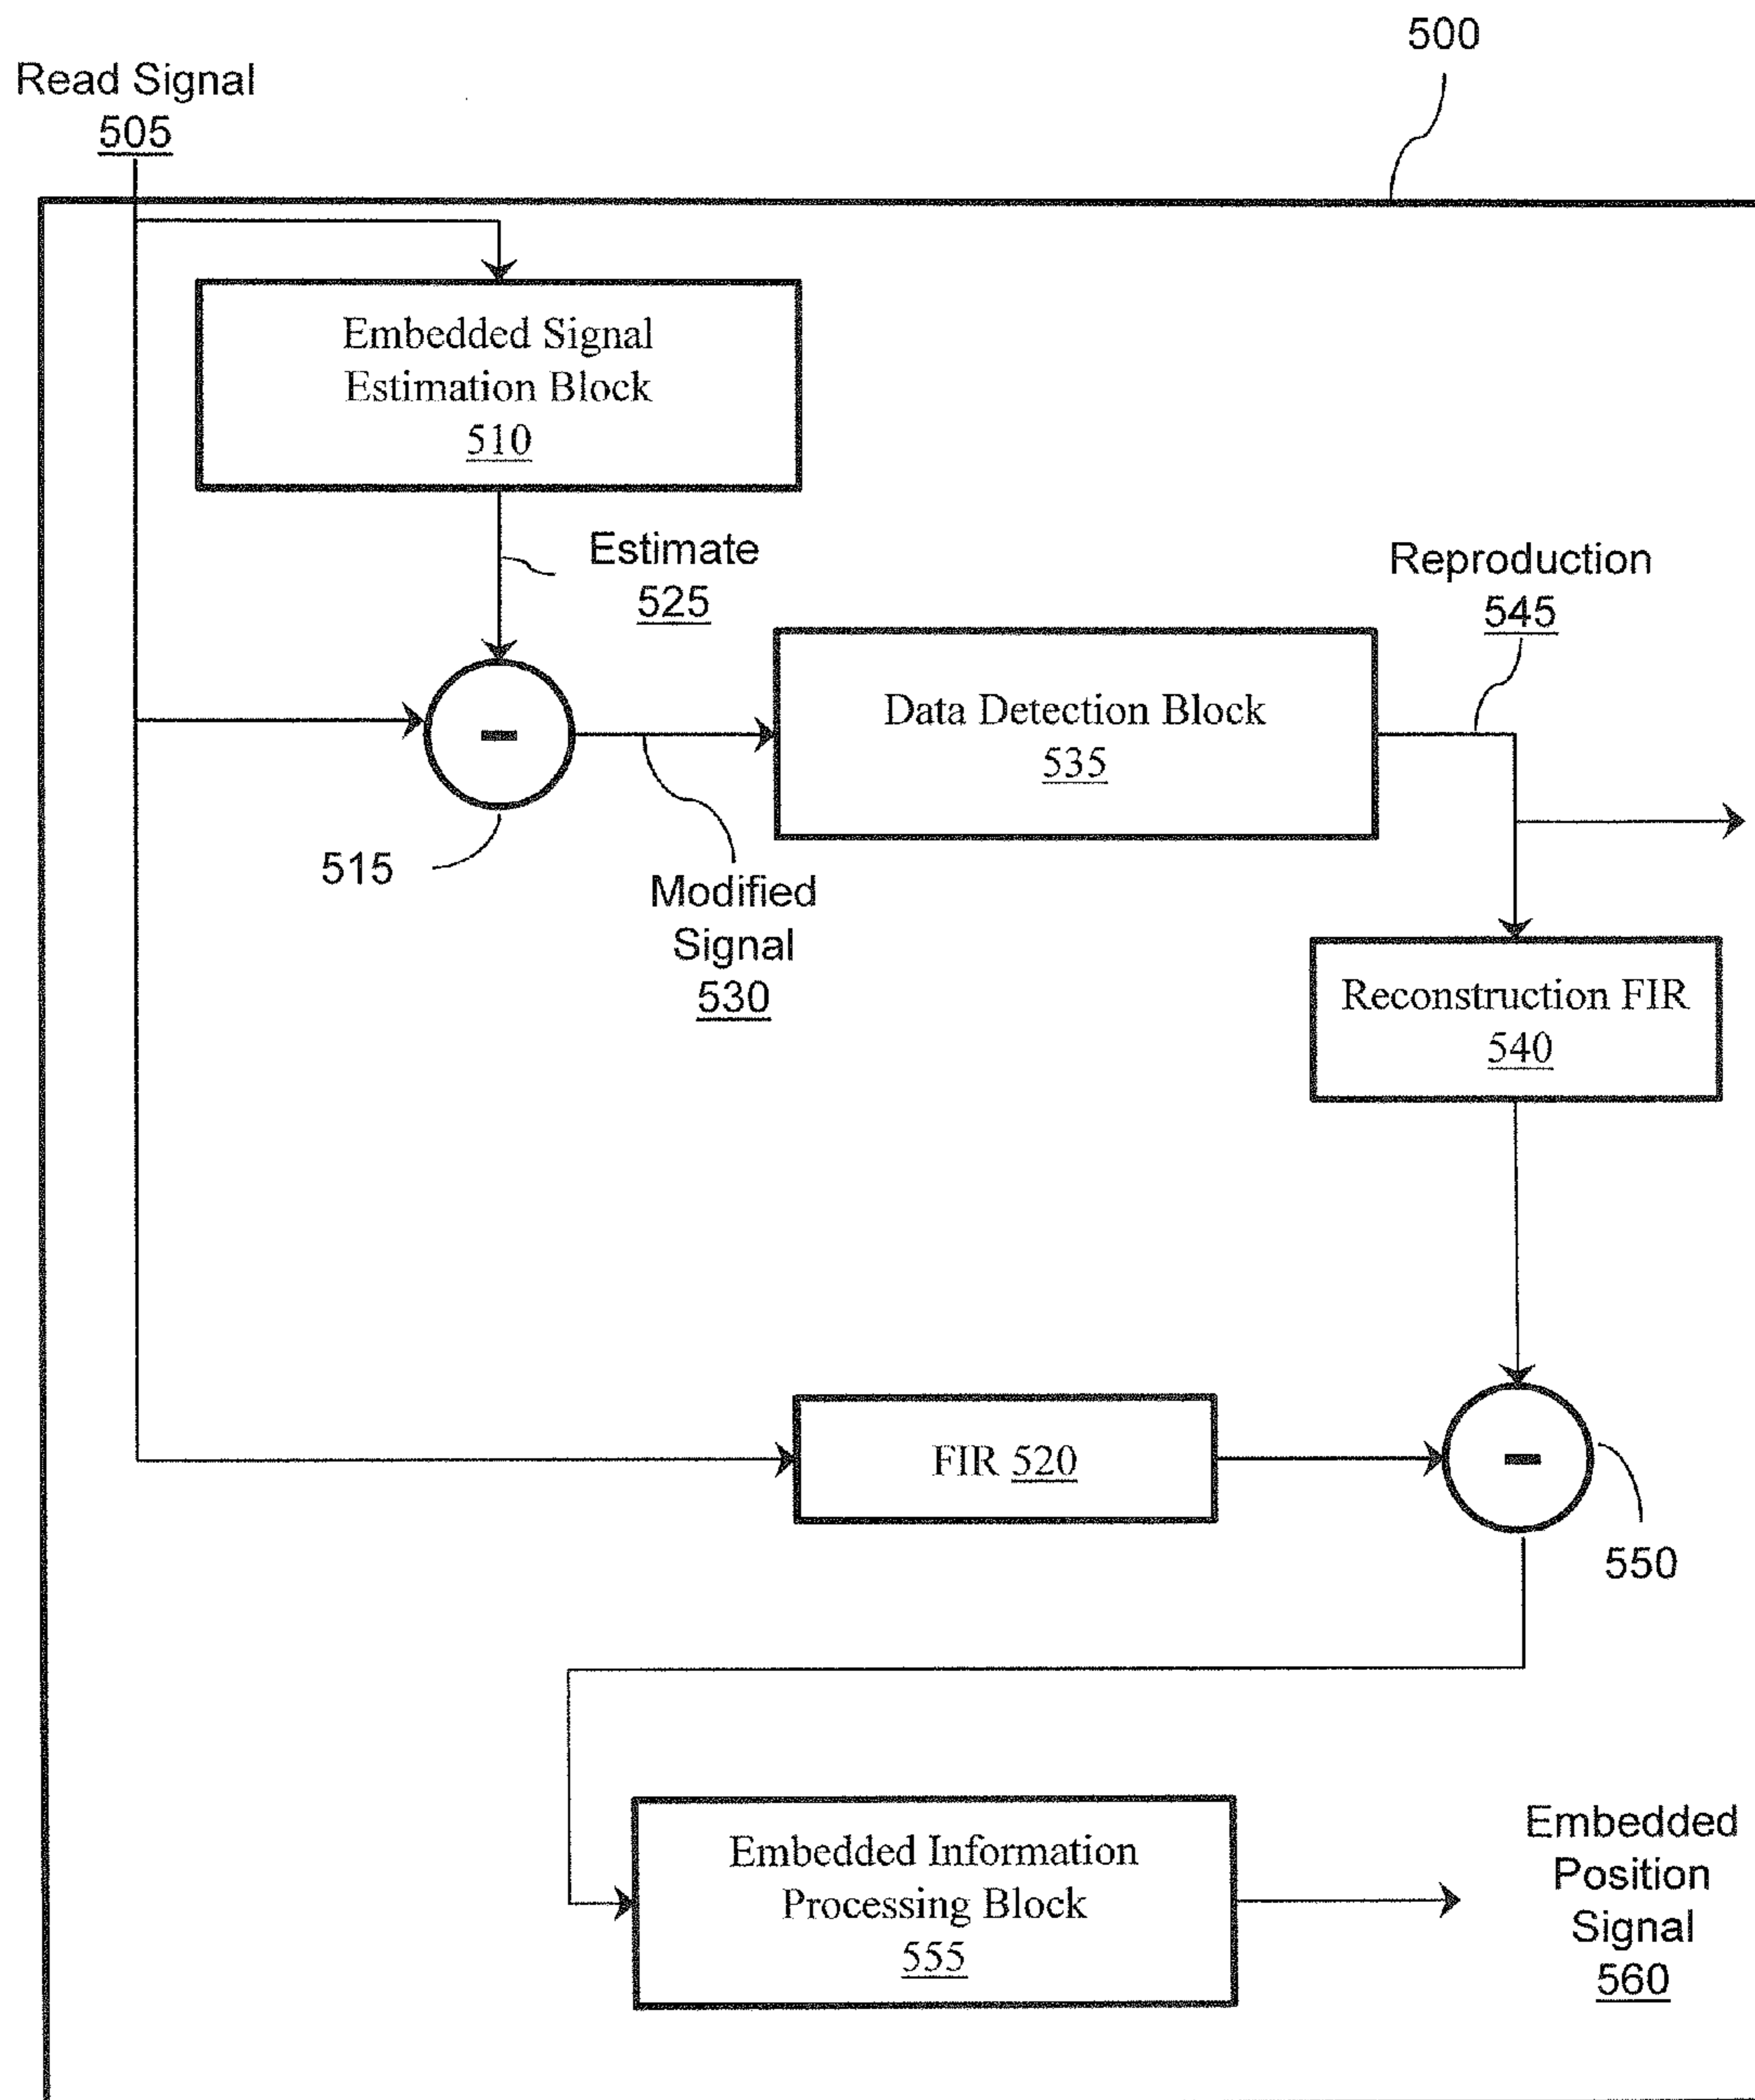 500
Read Signal
505
Embedded Signal
Estimation Block
510
Estimate
525
Reproduction
545
Data Detection Block
535
-
515
Modified
Signal
530
Reconstruction FIR
540
FIR 520
-
550
Embedded Information
Processing Block
555
Embedded
Position
Signal
560